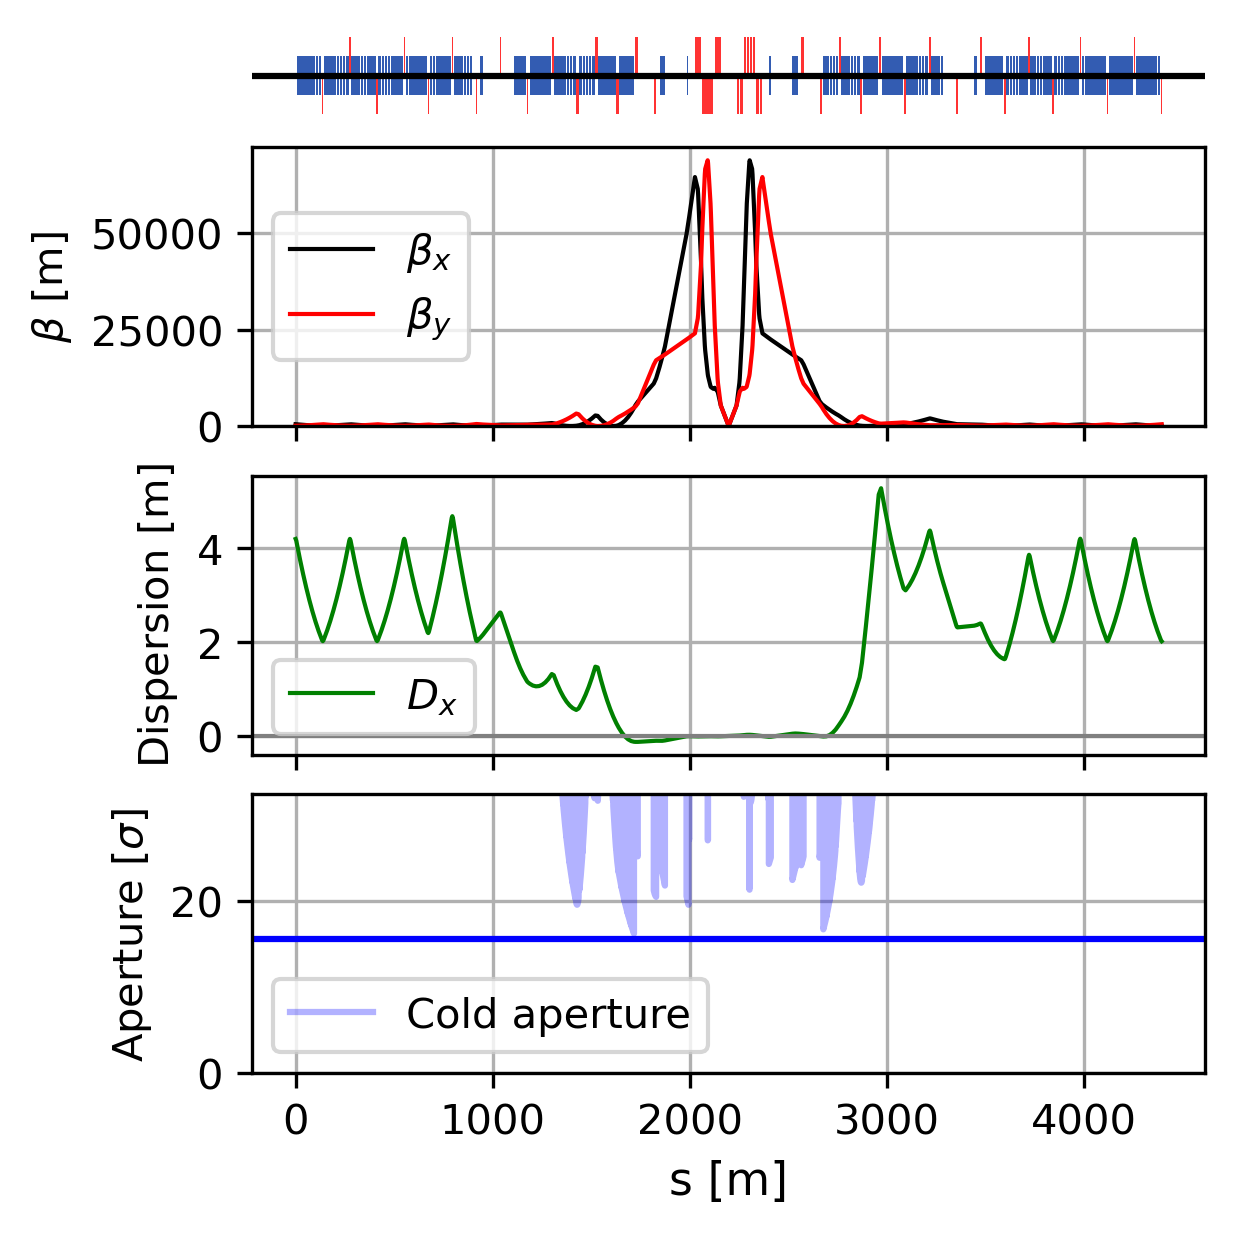 β [m]
50000
25000
0
βx
βy
Dispersion [m]
4
2
0
Dx
Aperture [σ]
20
0
Cold aperture
0 1000 2000 3000 4000
s [m]